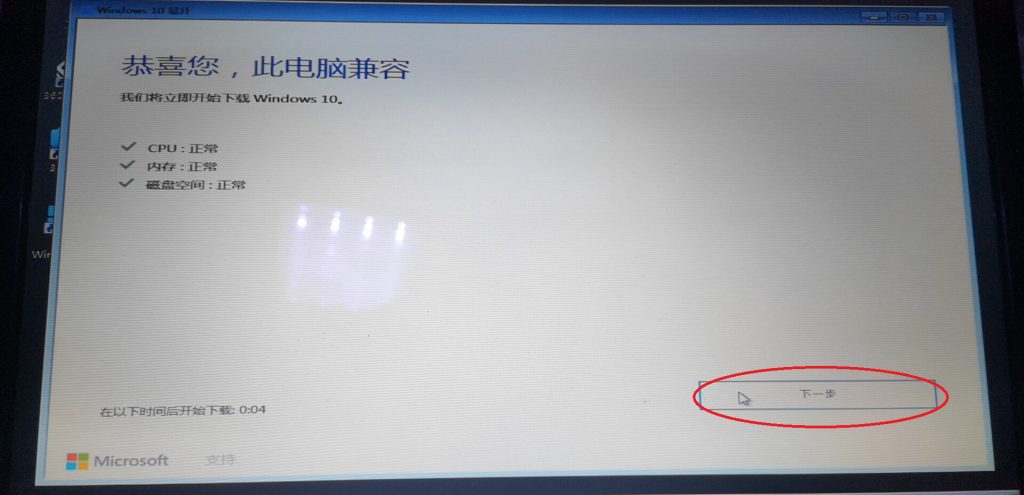 Windows 10 易升
恭喜您，此电脑兼容
我们将立即开始下载 Windows 10。
CPU : 正常
内存 : 正常
磁盘空间 : 正常
下一步
在以下时间后开始下载: 0:04
Microsoft 支持
Win